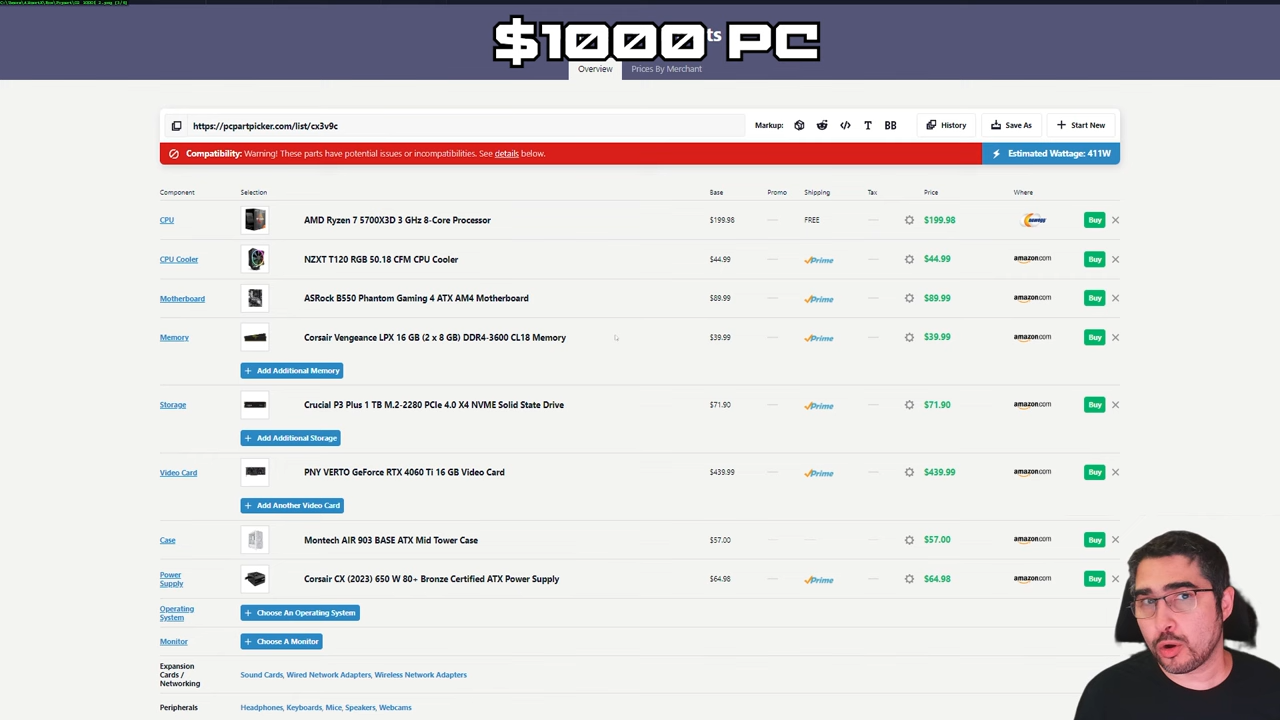 $1000 PC
ts
Overview
Prices By Merchant
https://pcpartpicker.com/list/cx3v9c
Markup:
BB
History
Save As
Start New
Compatibility: Warning! These parts have potential issues or incompatibilities. See details below.
Estimated Wattage: 411W
Component Selection Base Promo Shipping Tax Price Where
CPU AMD Ryzen 7 5700X3D 3 GHz 8-Core Processor $199.98 — FREE — $199.98 newegg Buy
CPU Cooler NZXT T120 RGB 50.18 CFM CPU Cooler $44.99 — Prime — $44.99 amazon.com Buy
Motherboard ASRock B550 Phantom Gaming 4 ATX AM4 Motherboard $89.99 — Prime — $89.99 amazon.com Buy
Memory Corsair Vengeance LPX 16 GB (2 x 8 GB) DDR4-3600 CL18 Memory $39.99 — Prime — $39.99 amazon.com Buy
+ Add Additional Memory
Storage Crucial P3 Plus 1 TB M.2-2280 PCIe 4.0 X4 NVME Solid State Drive $71.90 — Prime — $71.90 amazon.com Buy
+ Add Additional Storage
Video Card PNY VERTO GeForce RTX 4060 Ti 16 GB Video Card $439.99 — Prime — $439.99 amazon.com Buy
+ Add Another Video Card
Case Montech AIR 903 BASE ATX Mid Tower Case $57.00 — — — $57.00 amazon.com Buy
Power Supply Corsair CX (2023) 650 W 80+ Bronze Certified ATX Power Supply $64.98 — Prime — $64.98 amazon.com Buy
Operating System + Choose An Operating System
Monitor + Choose A Monitor
Expansion Cards / Networking Sound Cards, Wired Network Adapters, Wireless Network Adapters
Peripherals Headphones, Keyboards, Mice, Speakers, Webcams